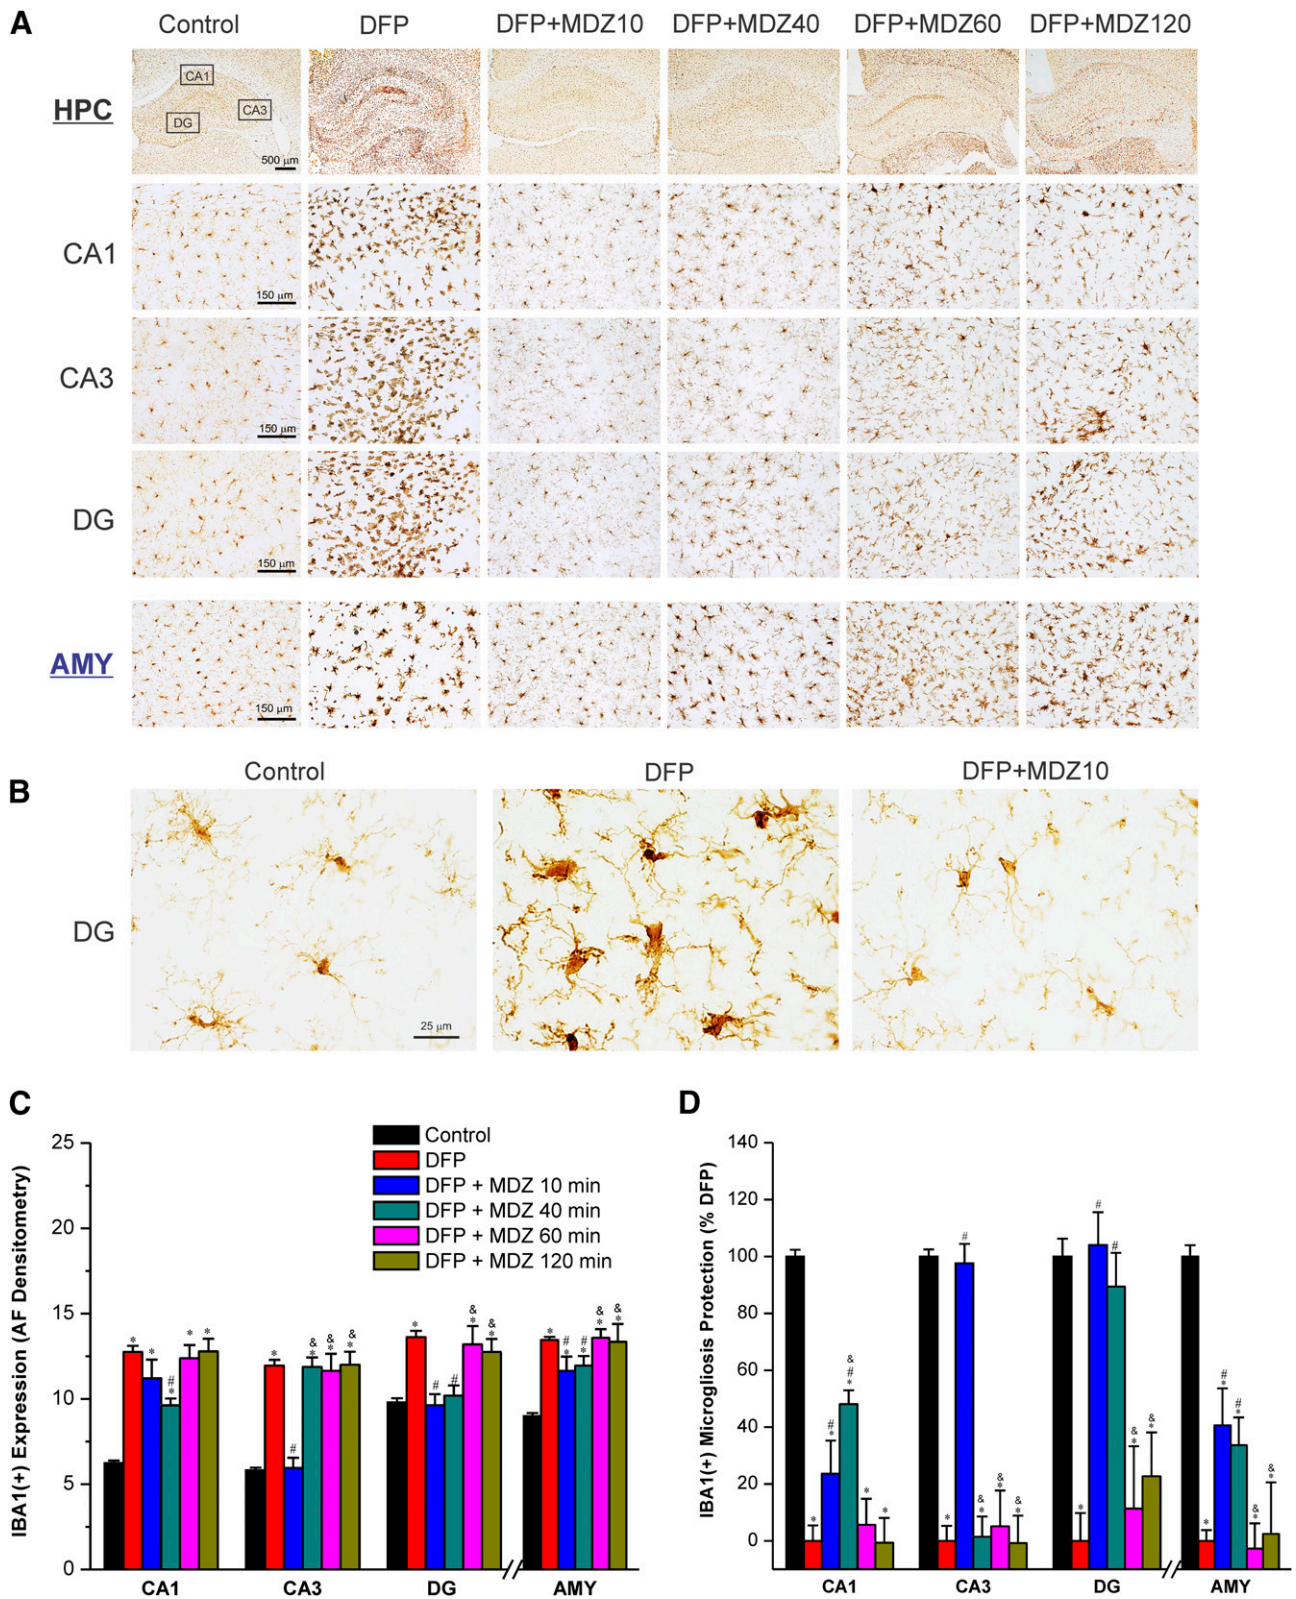 A
Control DFP DFP+MDZ10 DFP+MDZ40 DFP+MDZ60 DFP+MDZ120
HPC
CA1
CA3
DG
500 μm
CA1
150 μm
CA3
150 μm
DG
150 μm
AMY
150 μm
B
Control DFP DFP+MDZ10
DG
25 μm
C
IBA1(+) Expression (AF Densitometry)
25
20
15
10
5
0
Control
DFP
DFP + MDZ 10 min
DFP + MDZ 40 min
DFP + MDZ 60 min
DFP + MDZ 120 min
* * # * * *
* # & * & * & *
* # # & * & *
* # * # * & * & *
CA1 CA3 DG AMY
D
IBA1(+) Microgliosis Protection (% DFP)
140
120
100
80
60
40
20
0
* # * & # * * *
* # & * & * & *
* # # & * & *
* # * # * & * & *
CA1 CA3 DG AMY